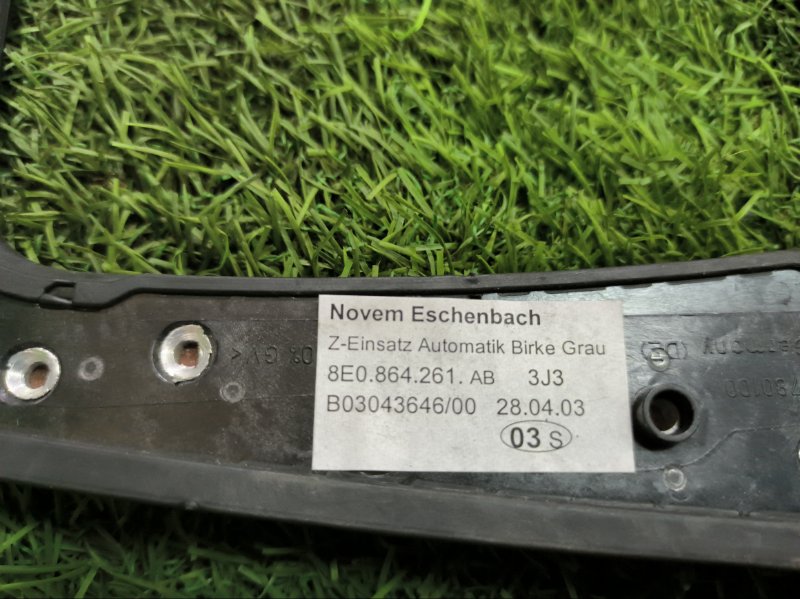 Novem Eschenbach
Z-Einsatz Automatik Birke Grau
8E0.864.261. AB 3J3
B03043646/00 28.04.03
03 S